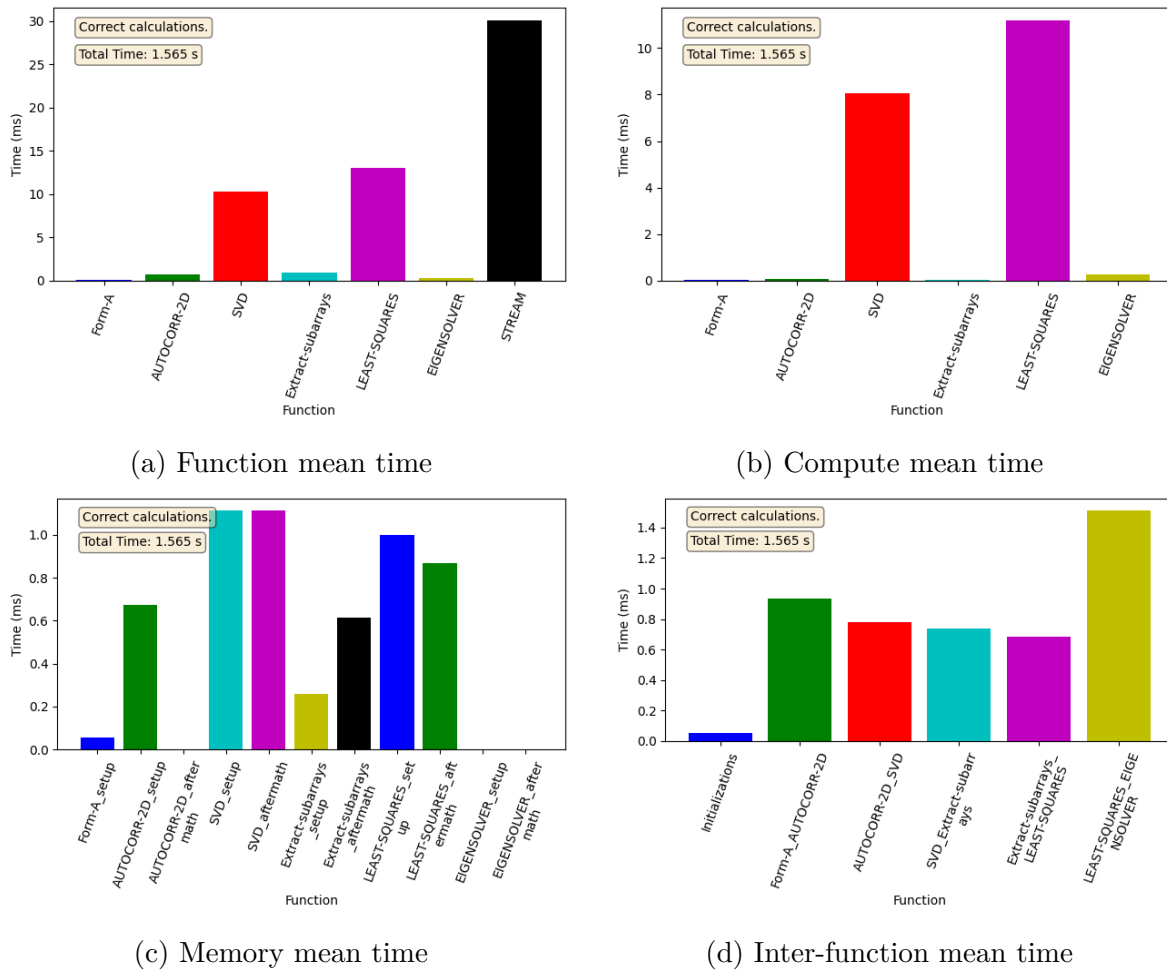 Correct calculations.
Total Time: 1.565 s
30
25
20
15
10
5
0
Time (ms)
Form-A
AUTOCORR-2D
SVD
Extract-subarrays
LEAST-SQUARES
EIGENSOLVER
STREAM
Function
(a) Function mean time
Correct calculations.
Total Time: 1.565 s
10
8
6
4
2
0
Time (ms)
Form-A
AUTOCORR-2D
SVD
Extract-subarrays
LEAST-SQUARES
EIGENSOLVER
Function
(b) Compute mean time
Correct calculations.
Total Time: 1.565 s
1.0
0.8
0.6
0.4
0.2
0.0
Time (ms)
Form-A_setup
AUTOCORR-2D_setup
AUTOCORR-2D_after
math
SVD_setup
SVD_aftermath
Extract-subarrays
_setup
Extract-subarrays
_aftermath
LEAST-SQUARES_set
up
LEAST-SQUARES_aft
ermath
EIGENSOLVER_setup
EIGENSOLVER_after
math
Function
(c) Memory mean time
Correct calculations.
Total Time: 1.565 s
1.4
1.2
1.0
0.8
0.6
0.4
0.2
0.0
Time (ms)
Initializations
Form-A_AUTOCORR-2D
AUTOCORR-2D_SVD
SVD_Extract-subarr
ays
Extract-subarrays_
LEAST-SQUARES
LEAST-SQUARES_EIGE
NSOLVER
Function
(d) Inter-function mean time